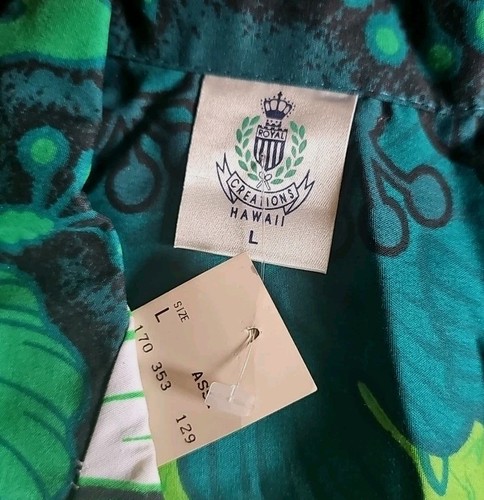 ROYAL
CREATIONS
HAWAII
L
SIZE
L
170 353
129